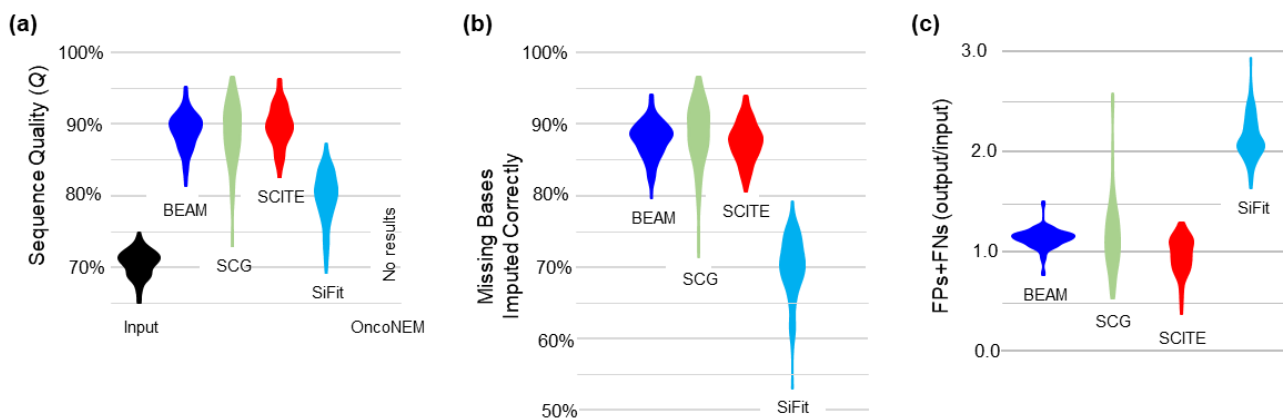 (a)
Sequence Quality (Q)
100%
90%
80%
70%
Input
BEAM
SCG
SCITE
SiFit
No results
OncoNEM
(b)
Missing Bases
Imputed Correctly
100%
90%
80%
70%
60%
50%
BEAM
SCG
SCITE
SiFit
(c)
FPs+FNs (output/input)
3.0
2.0
1.0
0.0
BEAM
SCG
SCITE
SiFit